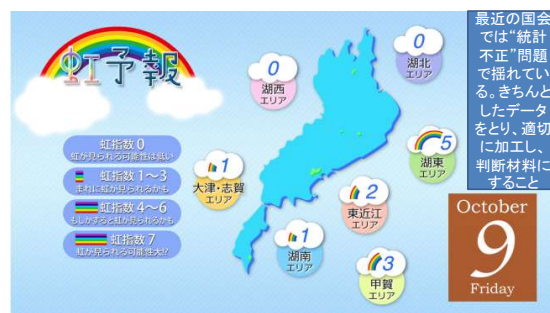 虹予報
虹指数 0
虹が見られる可能性は低い
虹指数 1～3
まれに虹が見られるかも
虹指数 4～6
もしかすると虹が見られるかも
虹指数 7
虹が見られる可能性大!?
0
湖西
エリア
0
湖北
エリア
5
湖東
エリア
1
大津・志賀
エリア
2
東近江
エリア
1
湖南
エリア
3
甲賀
エリア
最近の国会
では“統計
不正”問題
で揺れてい
る。きちんと
したデータ
をとり、適切
に加工し、
判断材料に
すること
October
9
Friday